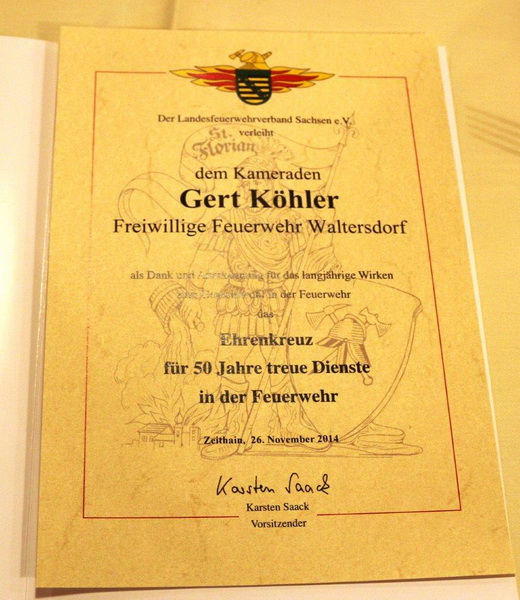 Der Landesfeuerwehrverband Sachsen e.V.
verleiht
St.
Florian
dem Kameraden
Gert Köhler
Freiwillige Feuerwehr Waltersdorf
als Dank und Anerkennung für das langjährige Wirken
in der Feuerwehr
das
Ehrenkreuz
für 50 Jahre treue Dienste
in der Feuerwehr
Zeithain, 26. November 2014
Karsten Saack
Karsten Saack
Vorsitzender